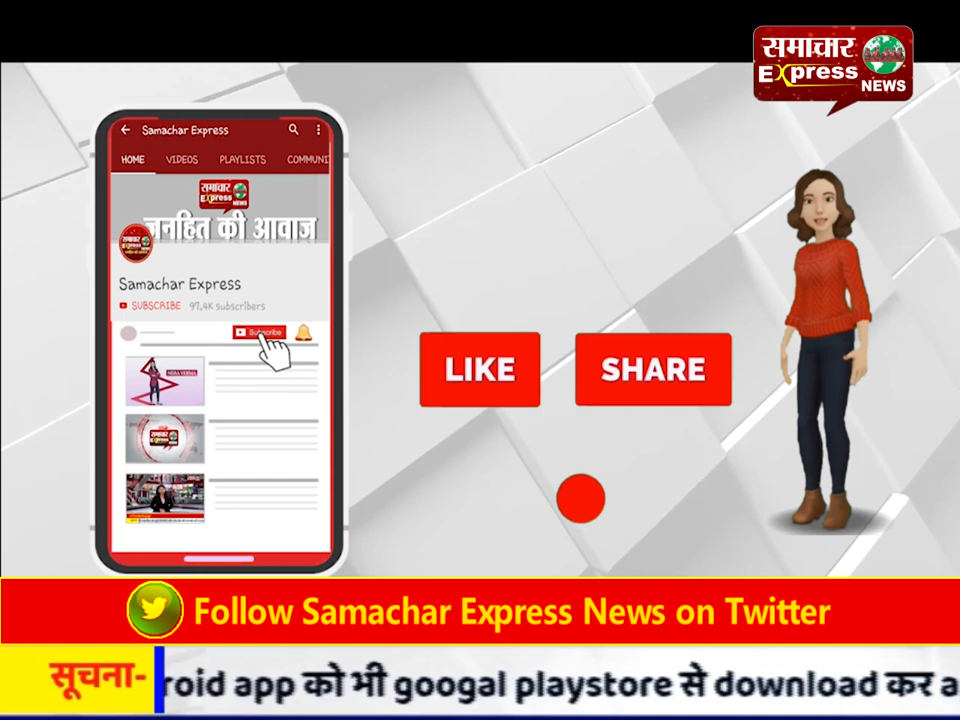 समाचार
Express
NEWS
Samachar Express
HOME VIDEOS PLAYLISTS COMMUNI
समाचार
Express
NEWS
जनहित की आवाज
Samachar Express
SUBSCRIBE 97.4K subscribers
Subscribe
LIKE SHARE
Follow Samachar Express News on Twitter
सूचना- roid app को भी googal playstore से download कर a